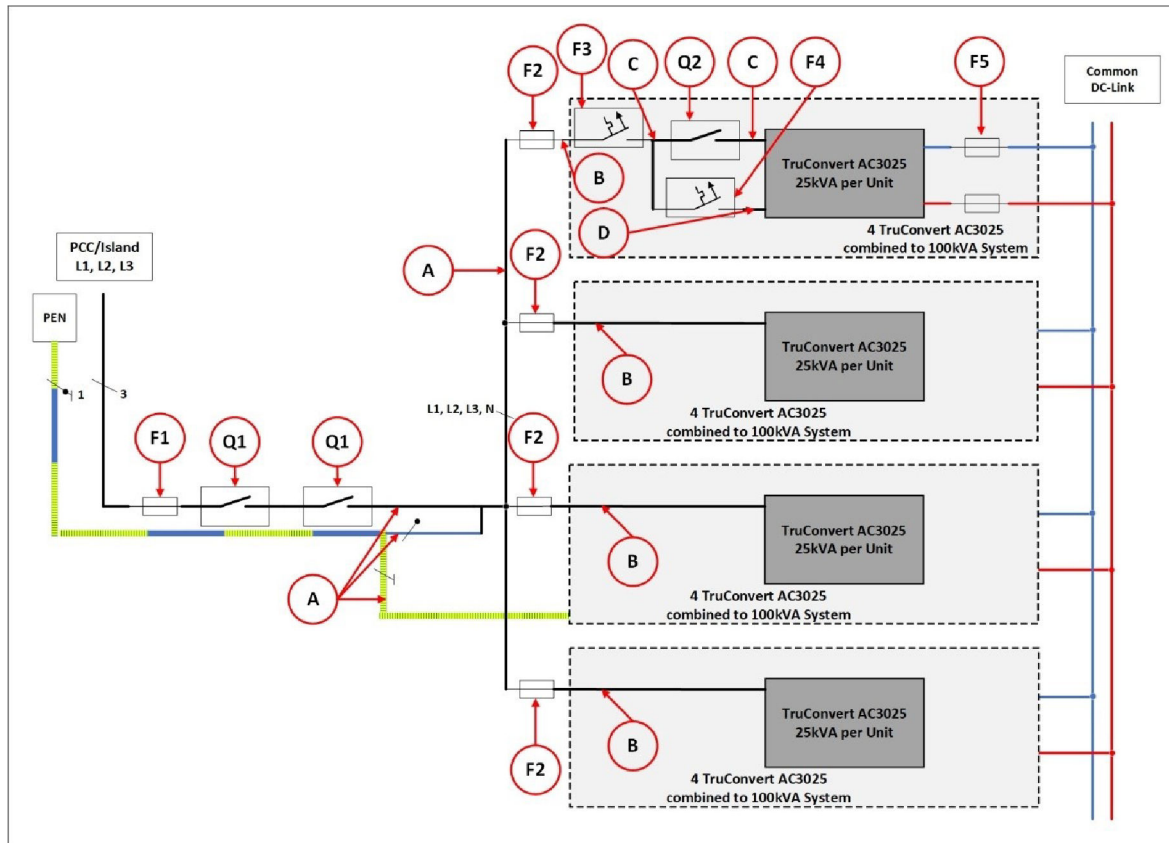 F3
C
Q2
C
F4
F5
F2
Common
DC-Link
TruConvert AC3025
25kVA per Unit
B
D
4 TruConvert AC3025
combined to 100kVA System
PCC/Island
L1, L2, L3
A
F2
PEN
TruConvert AC3025
25kVA per Unit
B
1
3
L1, L2, L3, N
4 TruConvert AC3025
combined to 100kVA System
F1
Q1
Q1
F2
TruConvert AC3025
25kVA per Unit
B
A
4 TruConvert AC3025
combined to 100kVA System
TruConvert AC3025
25kVA per Unit
B
F2
4 TruConvert AC3025
combined to 100kVA System